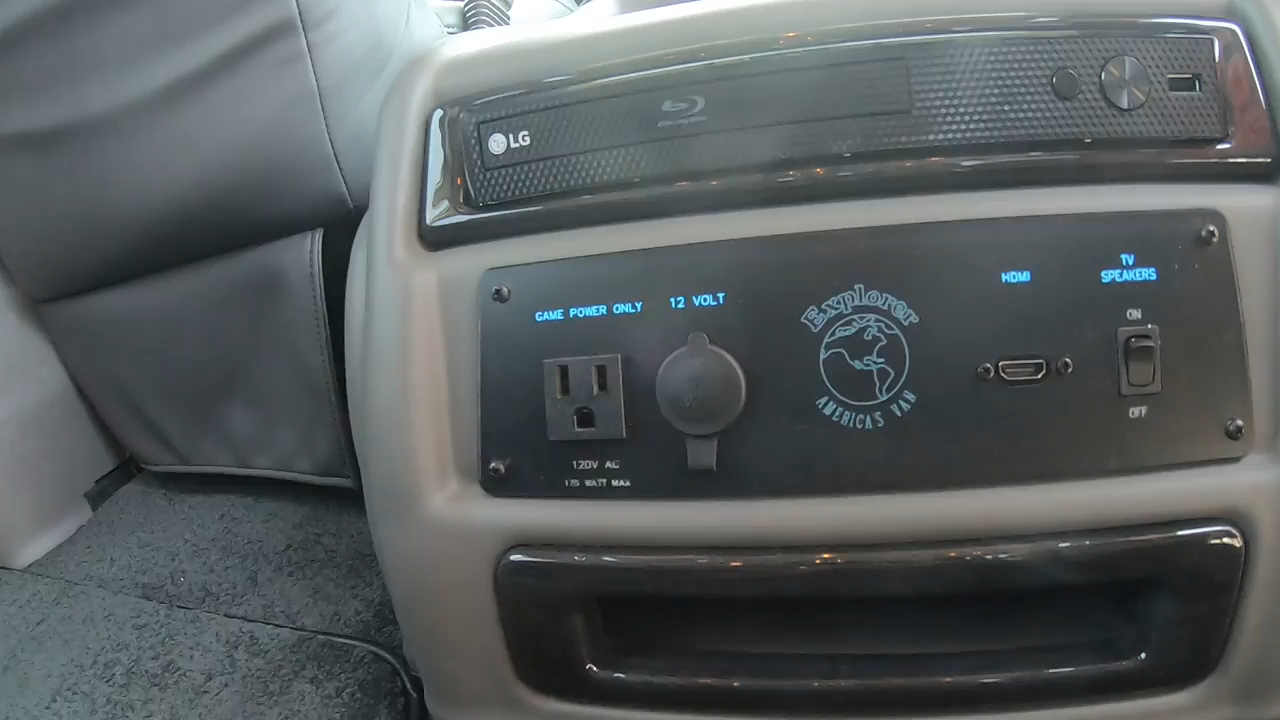 LG
GAME POWER ONLY
12 VOLT
120V AC
175 WATT MAX
Explorer
AMERICA'S VAN
HDMI
TV
SPEAKERS
ON
OFF